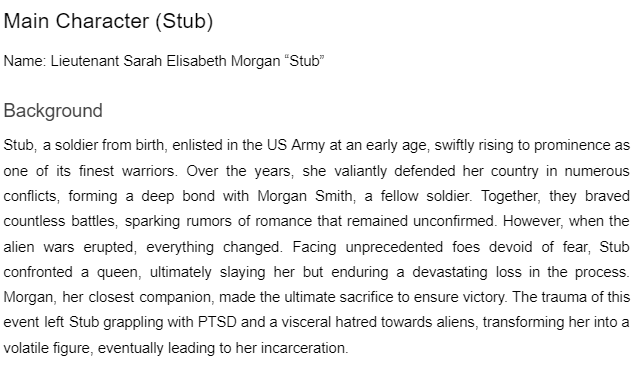 Main Character (Stub)
Name: Lieutenant Sarah Elisabeth Morgan “Stub”
Background
Stub, a soldier from birth, enlisted in the US Army at an early age, swiftly rising to prominence as
one of its finest warriors. Over the years, she valiantly defended her country in numerous
conflicts, forming a deep bond with Morgan Smith, a fellow soldier. Together, they braved
countless battles, sparking rumors of romance that remained unconfirmed. However, when the
alien wars erupted, everything changed. Facing unprecedented foes devoid of fear, Stub
confronted a queen, ultimately slaying her but enduring a devastating loss in the process.
Morgan, her closest companion, made the ultimate sacrifice to ensure victory. The trauma of this
event left Stub grappling with PTSD and a visceral hatred towards aliens, transforming her into a
volatile figure, eventually leading to her incarceration.